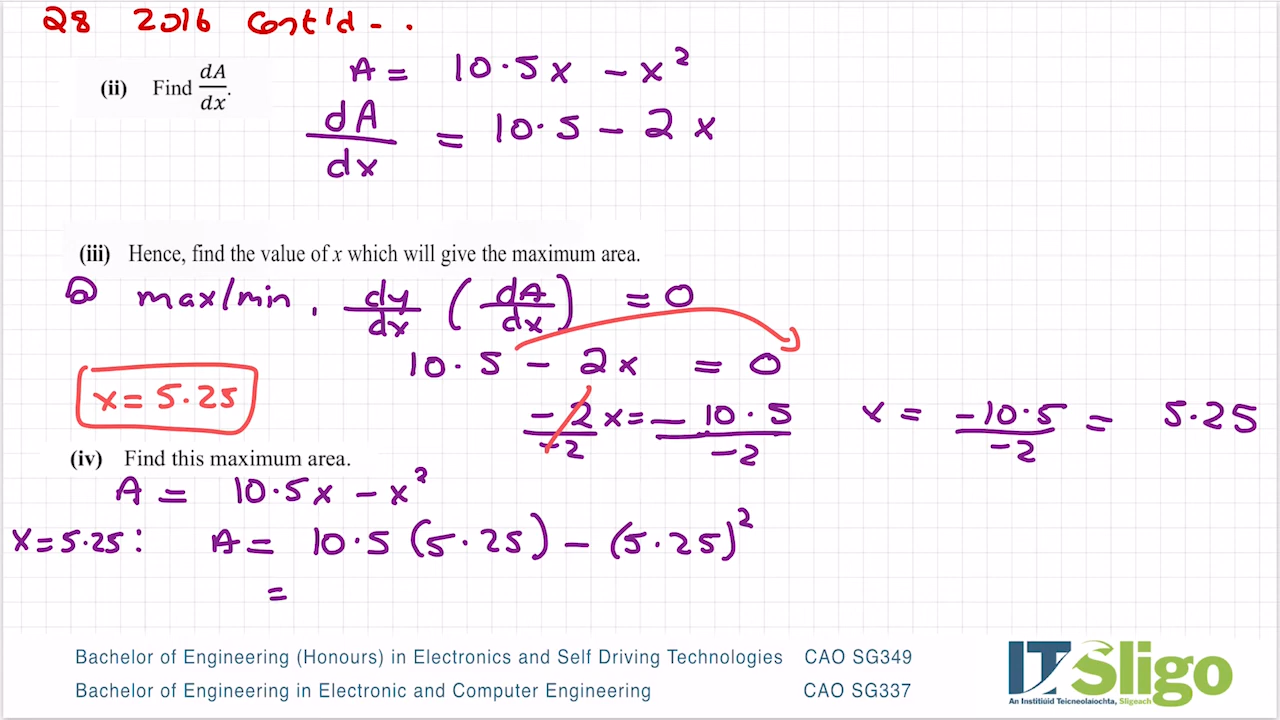 Q8 2016 Cont'd - .
(ii) Find dA/dx.
A = 10.5x - x²
dA/dx = 10.5 - 2x
(iii) Hence, find the value of x which will give the maximum area.
@ max/min, dy/dx (dA/dx) = 0
10.5 - 2x = 0
x = 5.25
-2x/-2 = -10.5/-2 x = -10.5/-2 = 5.25
(iv) Find this maximum area.
A = 10.5x - x²
x = 5.25: A = 10.5(5.25) - (5.25)²
=
Bachelor of Engineering (Honours) in Electronics and Self Driving Technologies CAO SG349
Bachelor of Engineering in Electronic and Computer Engineering CAO SG337
IT Sligo
An Institiúid Teicneolaíochta, Sligeach